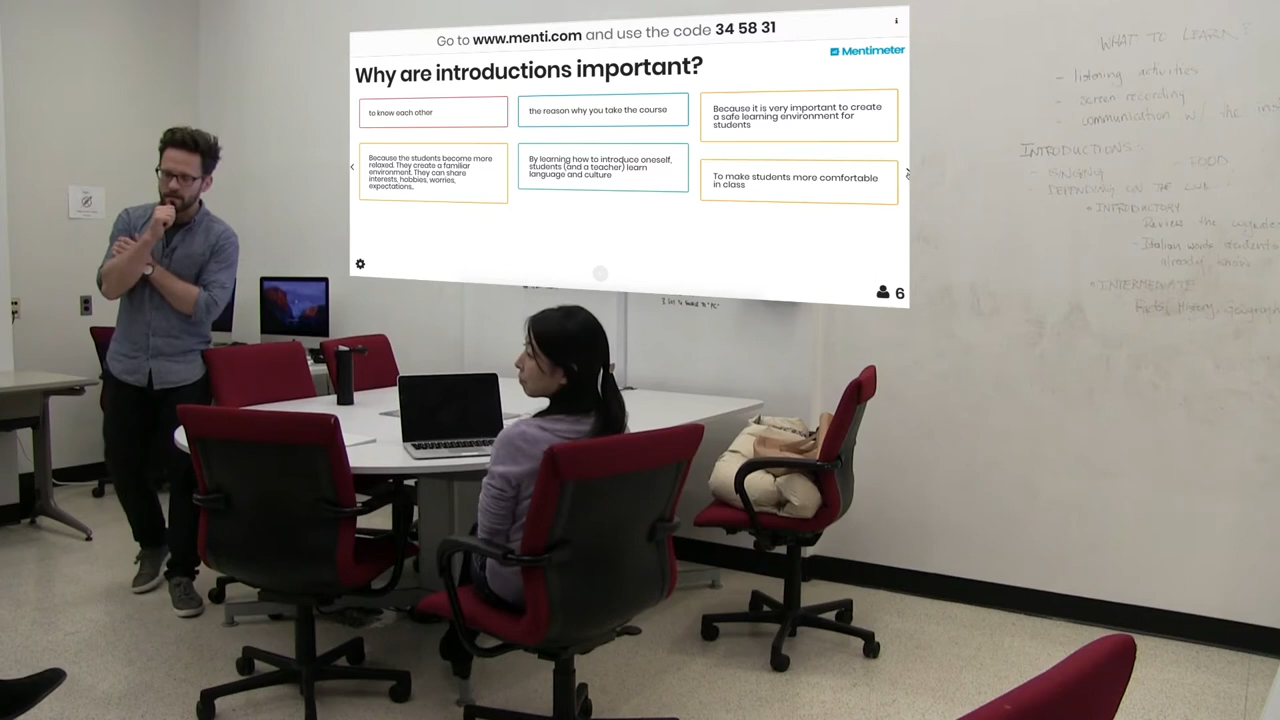 Go to www.menti.com and use the code 34 58 31
Mentimeter
Why are introductions important?
to know each other
the reason why you take the course
Because it is very important to create
a safe learning environment for
students
Because the students become more
relaxed. They create a familiar
environment. They can share
interests, hobbies, worries,
expectations..
By learning how to introduce oneself,
students (and a teacher) learn
language and culture
To make students more comfortable
in class
6
WHAT TO LEARN?
- listening activities
- screen recording
- communication w/ the
INTRODUCTIONS:
- FOOD
- SINGING
- DEPENDING ON THE
• INTRODUCTORY
Review the
- Italian words students
already know
• INTERMEDIATE
History, geography